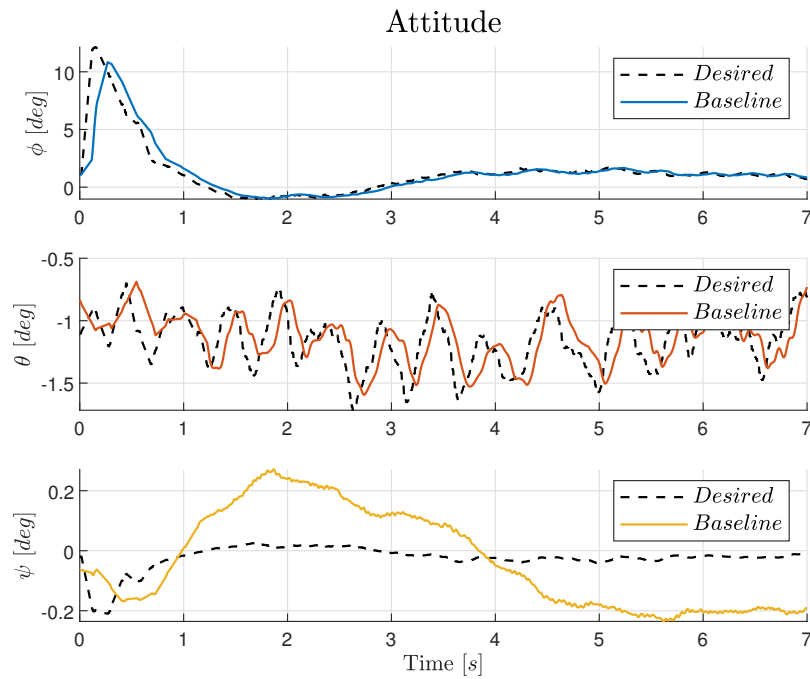 Attitude
10
5
0
ϕ [deg]
Desired
Baseline
0 1 2 3 4 5 6 7
-0.5
-1
-1.5
θ [deg]
Desired
Baseline
0 1 2 3 4 5 6 7
0.2
0
-0.2
ψ [deg]
Desired
Baseline
0 1 2 3 4 5 6 7
Time [s]